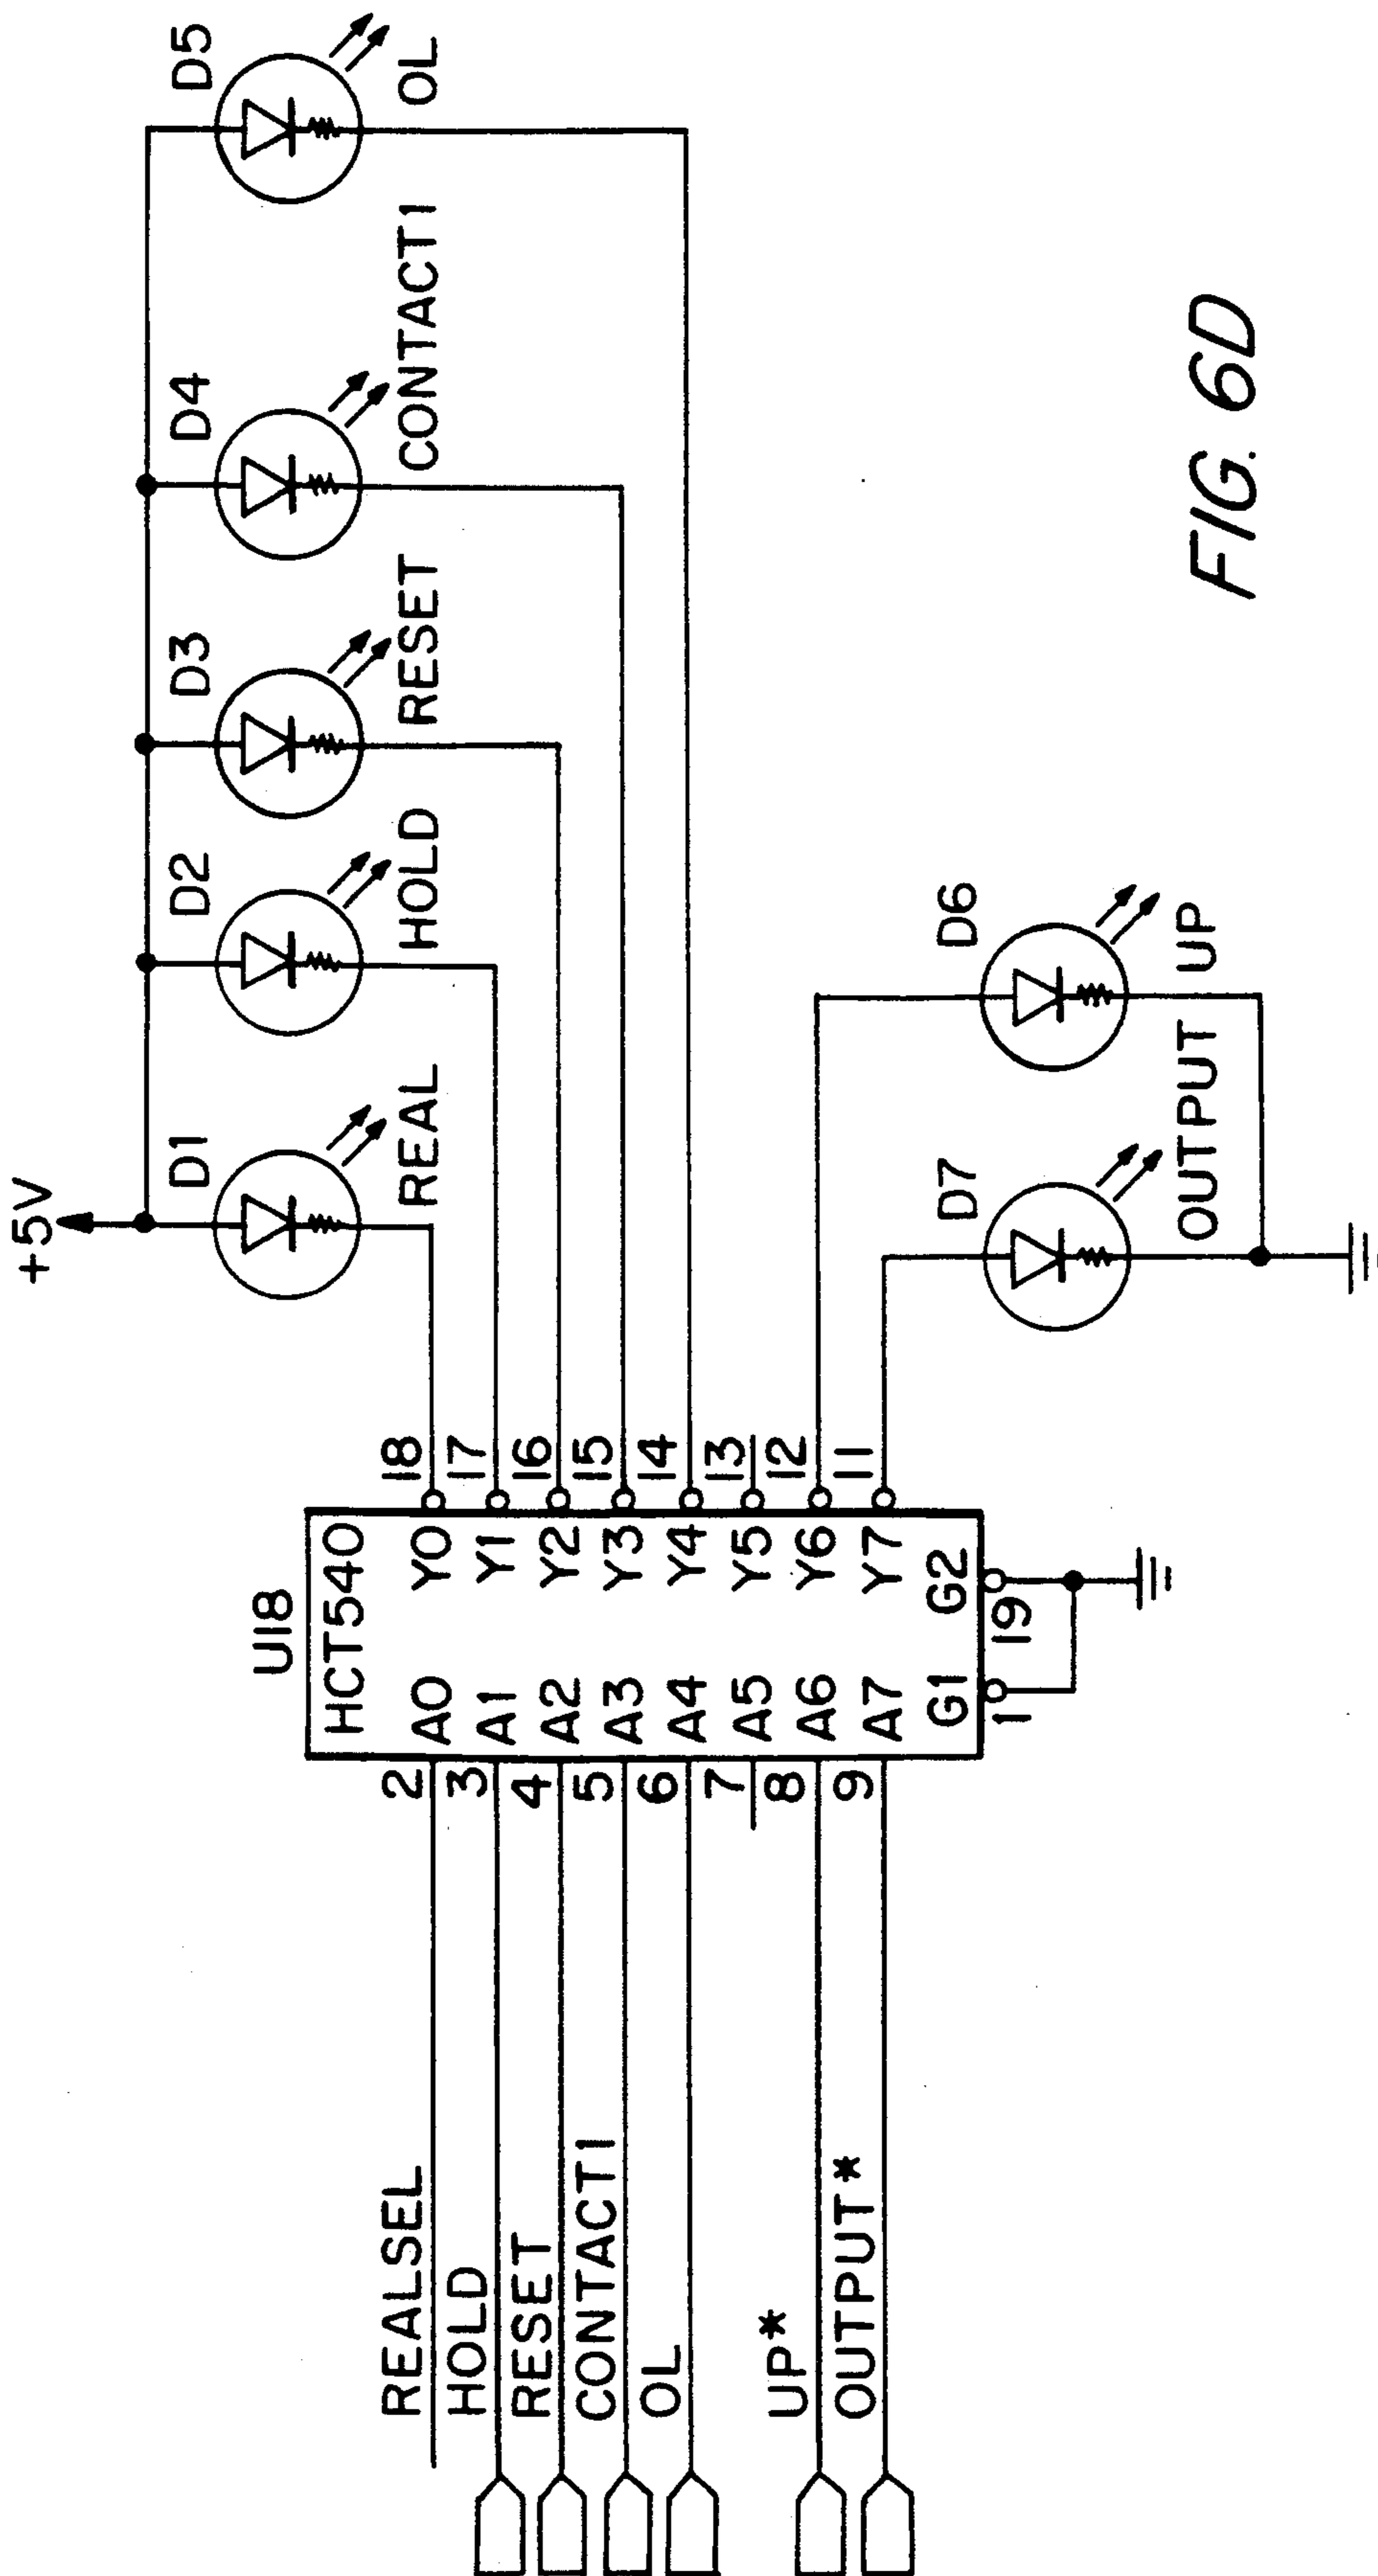 +5V
D1
D2
D3
D4
D5
REAL
HOLD
RESET
CONTACT1
OL
U18
HCT540
REALSEL 2 A0 Y0 18
HOLD 3 A1 Y1 17
RESET 4 A2 Y2 16
CONTACT1 5 A3 Y3 15
OL 6 A4 Y4 14
7 A5 Y5 13
UP* 8 A6 Y6 12
OUTPUT* 9 A7 Y7 11
G1 G2
1 19
D7
D6
OUTPUT
UP
FIG. 6D